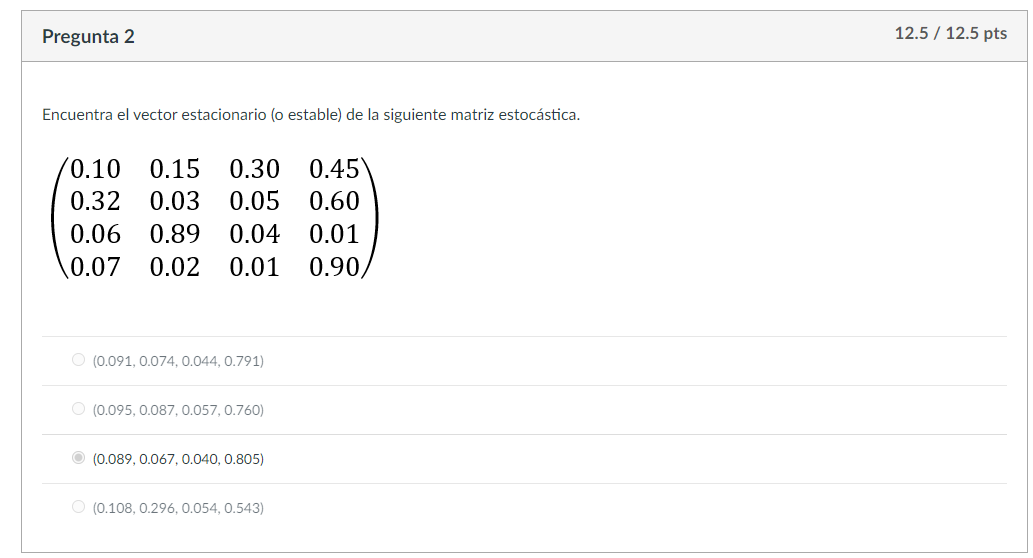 Pregunta 2
12.5 / 12.5 pts
Encuentra el vector estacionario (o estable) de la siguiente matriz estocástica.
0.10 0.15 0.30 0.45
0.32 0.03 0.05 0.60
0.06 0.89 0.04 0.01
0.07 0.02 0.01 0.90
(0.091, 0.074, 0.044, 0.791)
(0.095, 0.087, 0.057, 0.760)
(0.089, 0.067, 0.040, 0.805)
(0.108, 0.296, 0.054, 0.543)